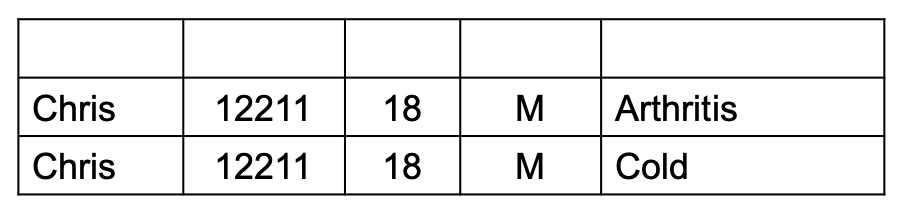 Chris 12211 18 M Arthritis
Chris 12211 18 M Cold